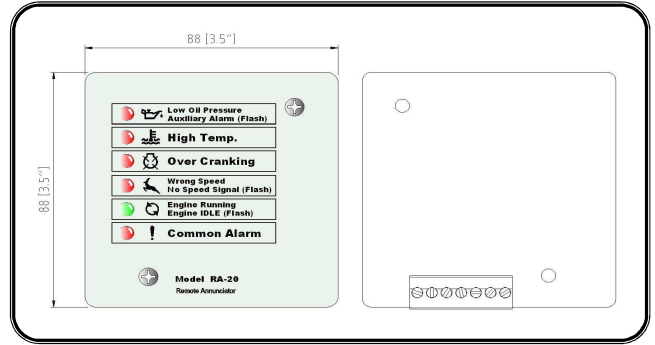 88 [3.5"]
88 [3.5"]
Low Oil Pressure
Auxiliary Alarm (Flash)
High Temp.
Over Cranking
Wrong Speed
No Speed Signal (Flash)
Engine Running
Engine IDLE (Flash)
! Common Alarm
Model RA-20
Remote Annunciator